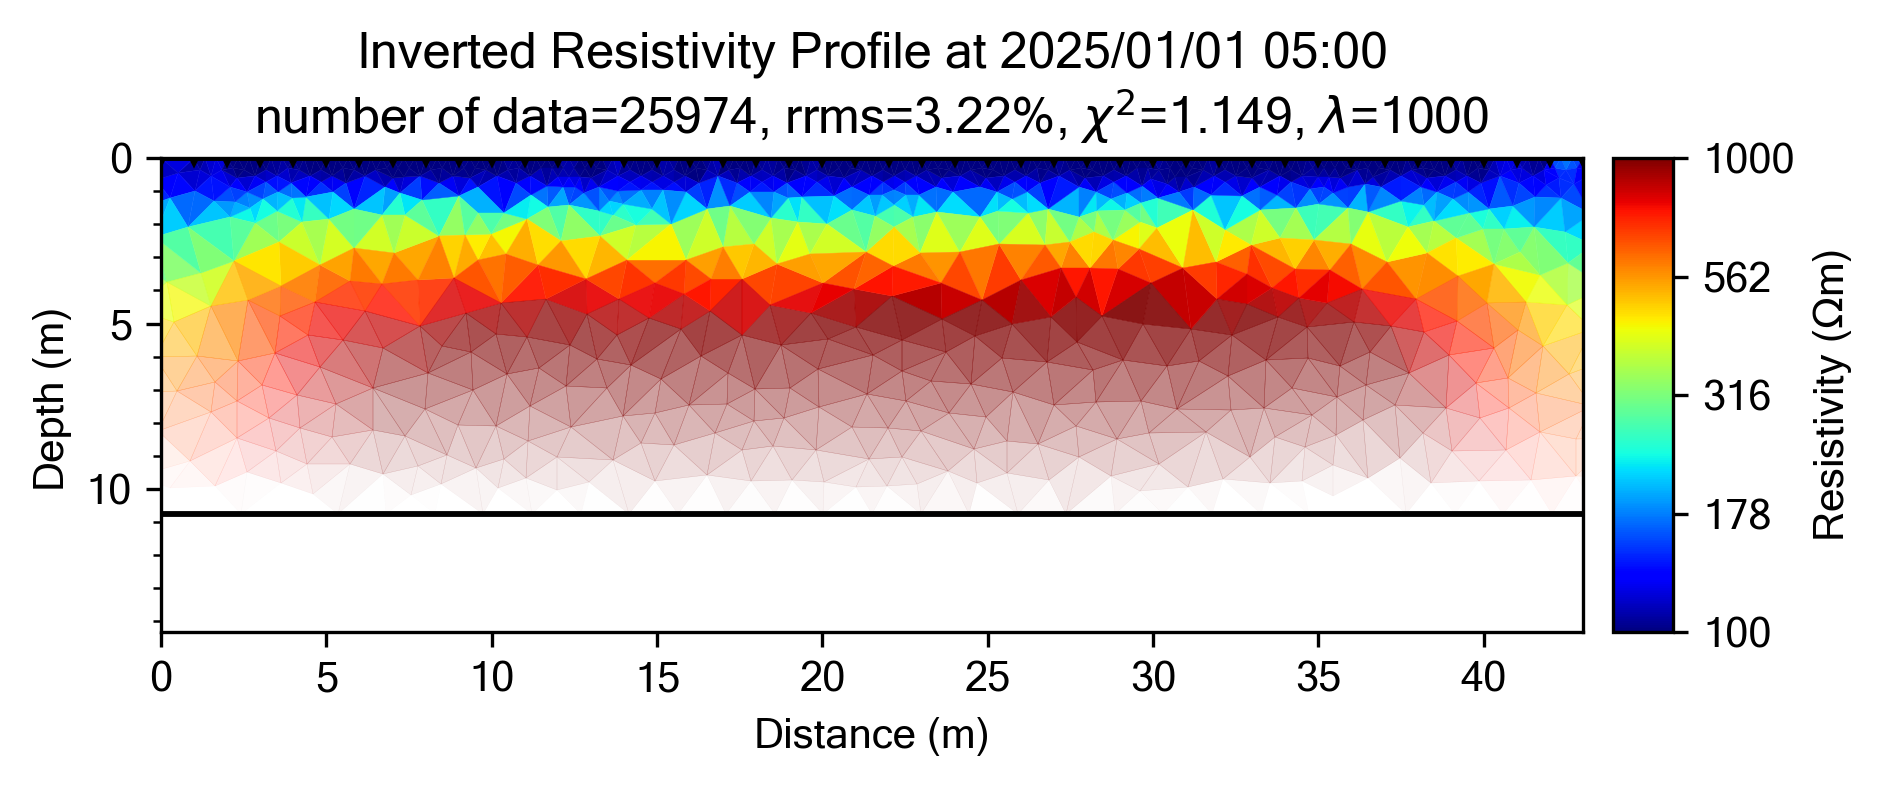 Inverted Resistivity Profile at 2025/01/01 05:00
number of data=25974, rrms=3.22%, χ²=1.149, λ=1000
0
5
10
Depth (m)
0 5 10 15 20 25 30 35 40
Distance (m)
1000
562
316
178
100
Resistivity (Ωm)